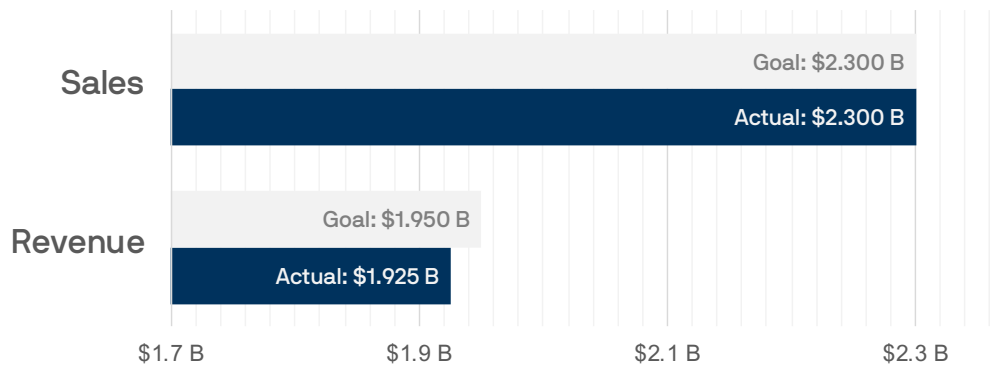 Sales
Goal: $2.300 B
Actual: $2.300 B
Revenue
Goal: $1.950 B
Actual: $1.925 B
$1.7 B $1.9 B $2.1 B $2.3 B